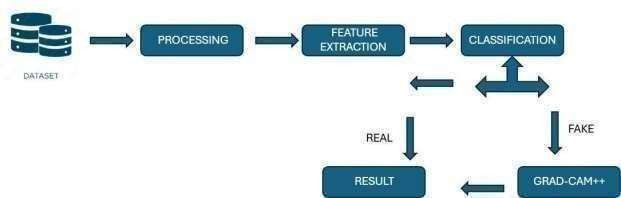 DATASET
PROCESSING
FEATURE
EXTRACTION
CLASSIFICATION
REAL
FAKE
RESULT
GRAD-CAM++